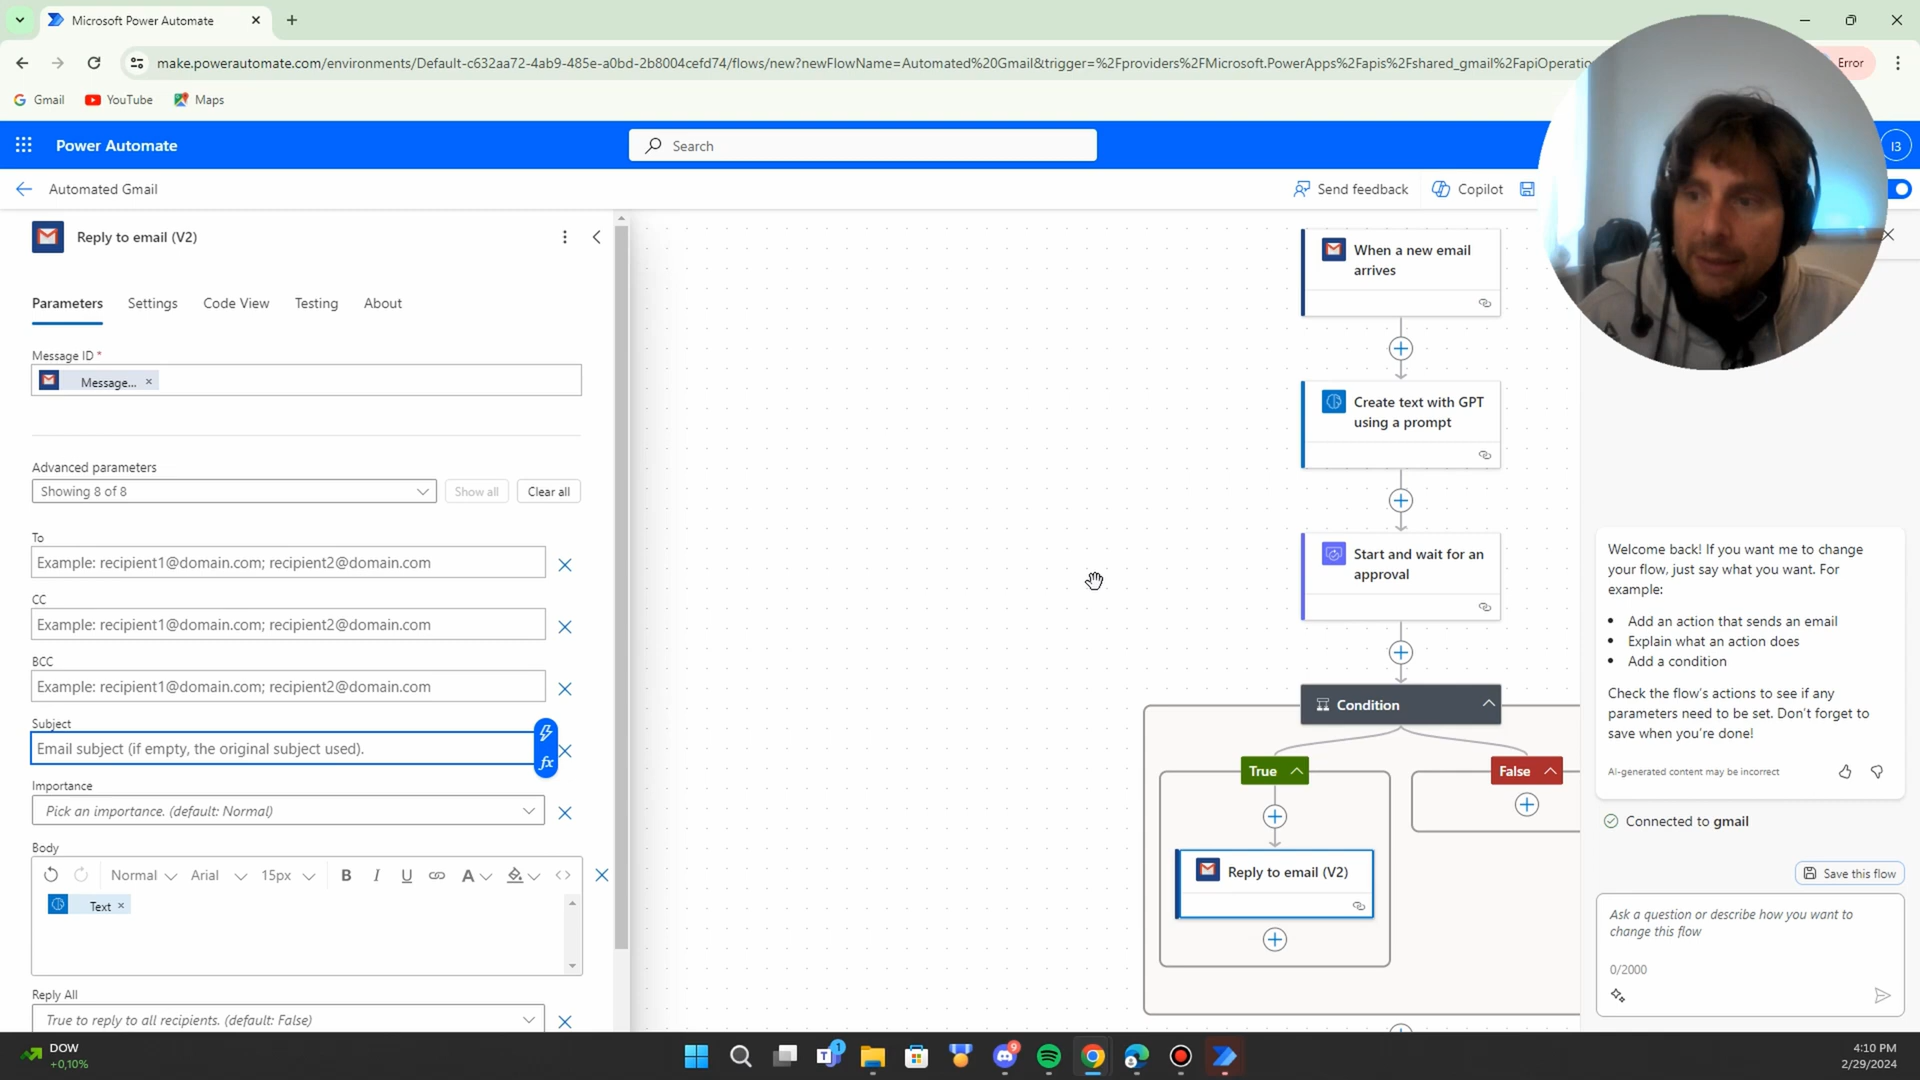 Microsoft Power Automate
make.powerautomate.com/environments/Default-c632aa72-4ab9-485e-a0bd-2b8004cefd74/flows/new?newFlowName=Automated%20Gmail&trigger=%2Fproviders%2FMicrosoft.PowerApps%2Fapis%2Fshared_gmail%2FapiOperatio
Error
Gmail
YouTube
Maps
Power Automate
Search
I3
Automated Gmail
Send feedback
Copilot
Reply to email (V2)
Parameters
Settings
Code View
Testing
About
Message ID *
Message...
Advanced parameters
Showing 8 of 8
Show all
Clear all
To
Example: recipient1@domain.com; recipient2@domain.com
CC
Example: recipient1@domain.com; recipient2@domain.com
BCC
Example: recipient1@domain.com; recipient2@domain.com
Subject
Email subject (if empty, the original subject used).
fx
Importance
Pick an importance. (default: Normal)
Body
Normal
Arial
15px
B
I
U
A
Text
Reply All
True to reply to all recipients. (default: False)
When a new email
arrives
Create text with GPT
using a prompt
Start and wait for an
approval
Condition
True
False
Reply to email (V2)
Welcome back! If you want me to change
your flow, just say what you want. For
example:
• Add an action that sends an email
• Explain what an action does
• Add a condition
Check the flow's actions to see if any
parameters need to be set. Don't forget to
save when you're done!
AI-generated content may be incorrect
Connected to gmail
Save this flow
Ask a question or describe how you want to
change this flow
0/2000
DOW
+0,10%
1
9
4:10 PM
2/29/2024